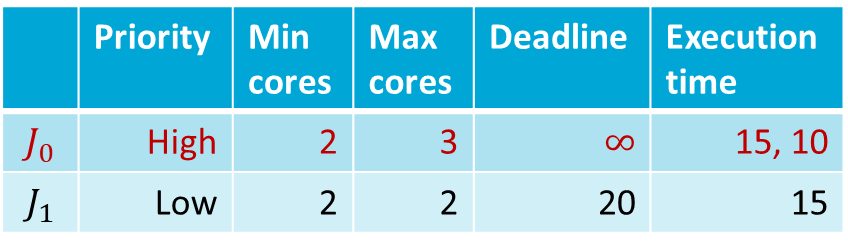 Priority Min cores Max cores Deadline Execution time
J₀ High 2 3 ∞ 15, 10
J₁ Low 2 2 20 15